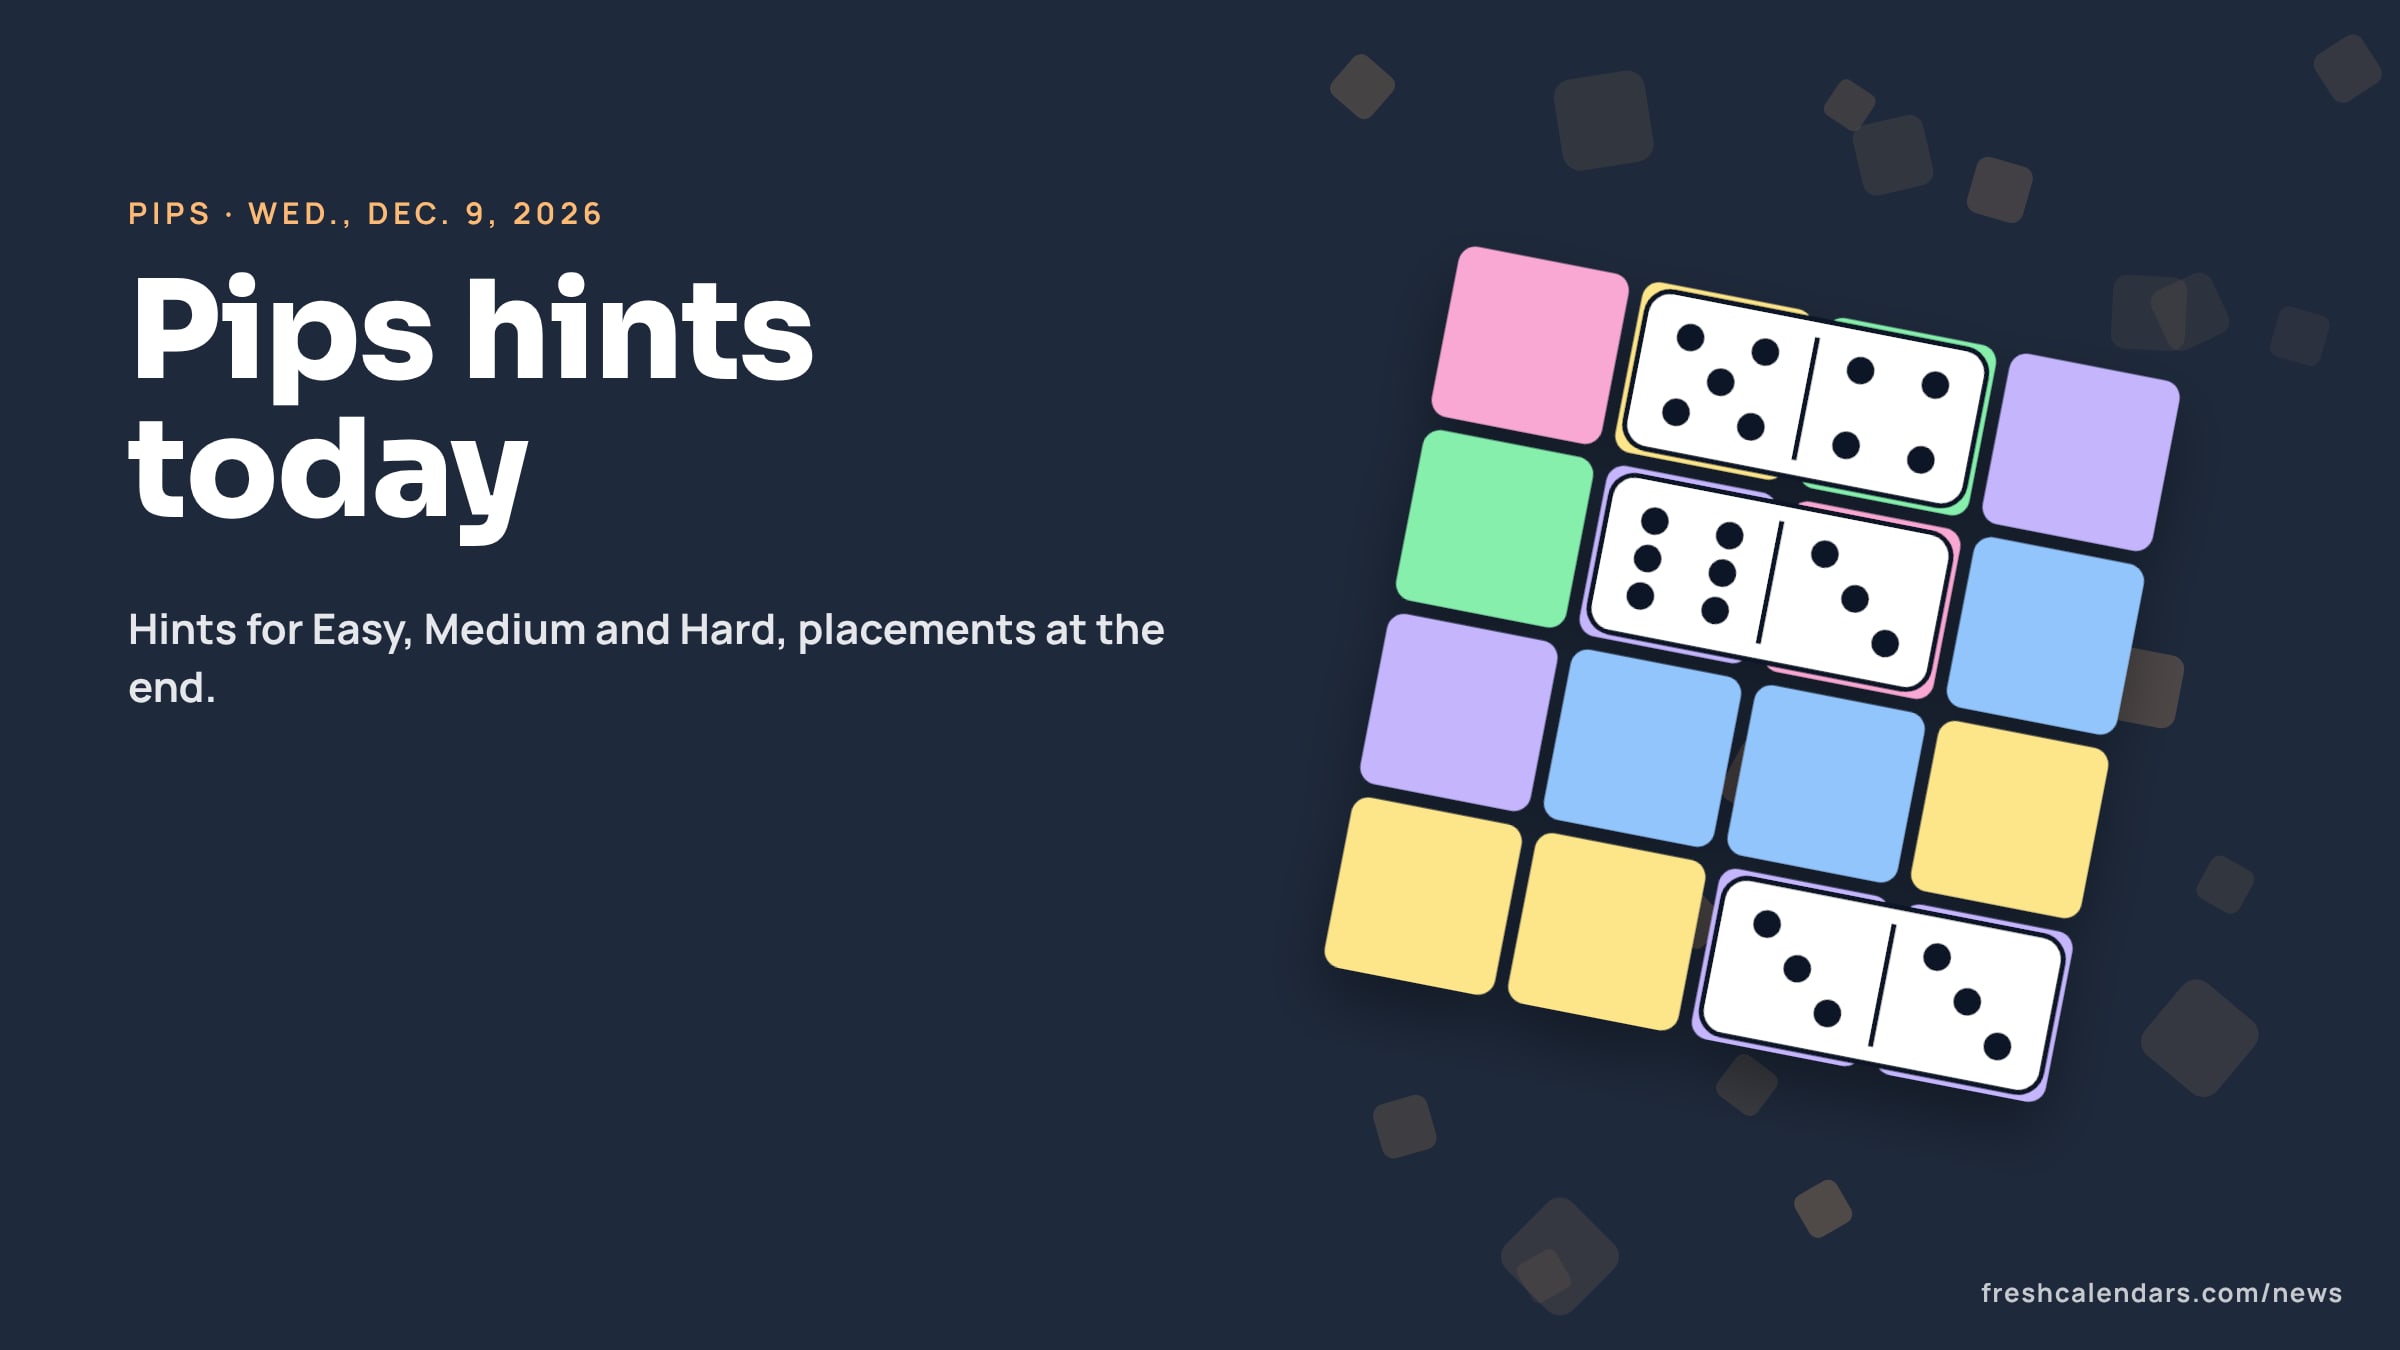 PIPS · WED., DEC. 9, 2026
Pips hints
today
Hints for Easy, Medium and Hard, placements at the
end.
freshcalendars.com/news